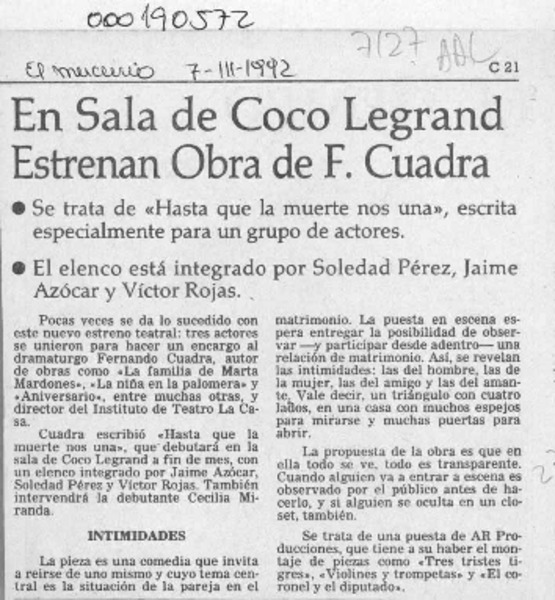 000190572
7127 AAL
El mercurio 7-III-1992
C 21
En Sala de Coco Legrand
Estrenan Obra de F. Cuadra
● Se trata de «Hasta que la muerte nos una», escrita
especialmente para un grupo de actores.
● El elenco está integrado por Soledad Pérez, Jaime
Azócar y Víctor Rojas.
Pocas veces se da lo sucedido con
este nuevo estreno teatral: tres actores
se unieron para hacer un encargo al
dramaturgo Fernando Cuadra, autor
de obras como «La familia de Marta
Mardones», «La niña en la palomera» y
«Aniversario», entre muchas otras, y
director del Instituto de Teatro La Ca-
sa.
Cuadra escribió «Hasta que la
muerte nos una», que debutará en la
sala de Coco Legrand a fin de mes, con
un elenco integrado por Jaime Azócar,
Soledad Pérez y Víctor Rojas. También
intervendrá la debutante Cecilia Mi-
randa.
INTIMIDADES
La pieza es una comedia que invita
a reirse de uno mismo y cuyo tema cen-
tral es la situación de la pareja en el
matrimonio. La puesta en escena es-
pera entregar la posibilidad de obser-
var —y participar desde adentro— una
relación de matrimonio. Así, se revelan
las intimidades: las del hombre, las de
la mujer, las del amigo y las del aman-
te. Vale decir, un triángulo con cuatro
lados, en una casa con muchos espejos
para mirarse y muchas puertas para
abrir.
La propuesta de la obra es que en
ella todo se ve, todo es transparente.
Cuando alguien va a entrar a escena es
observado por el público antes de ha-
cerlo, y si alguien se oculta en un clo-
set, también.
Se trata de una puesta de AR Pro-
ducciones, que tiene a su haber el mon-
taje de piezas como «Tres tristes ti-
gres», «Violines y trompetas» y «El co-
ronel y el diputado».